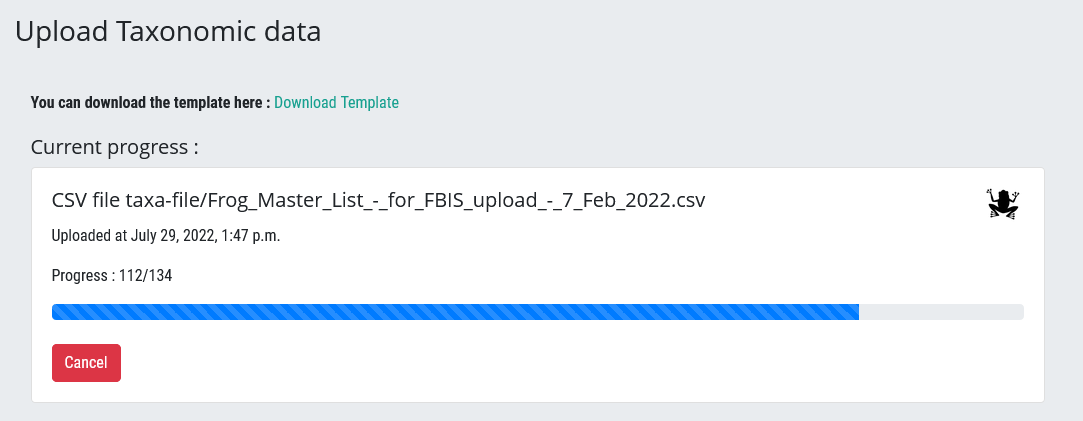 Upload Taxonomic data
You can download the template here : Download Template
Current progress :
CSV file taxa-file/Frog_Master_List_-_for_FBIS_upload_-_7_Feb_2022.csv
Uploaded at July 29, 2022, 1:47 p.m.
Progress : 112/134
Cancel